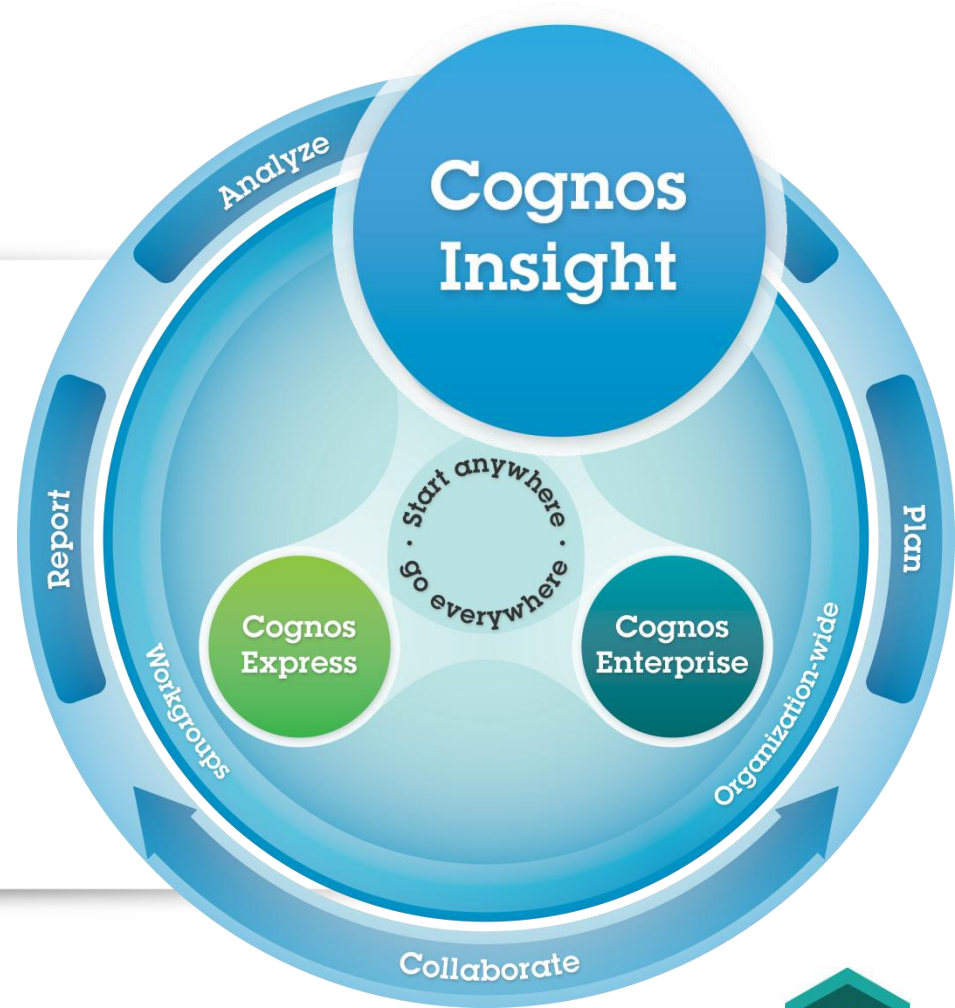 Analyze
Cognos
Insight
Report
Plan
Start anywhere
· go everywhere ·
Cognos
Express
Cognos
Enterprise
Workgroups
Organization-wide
Collaborate